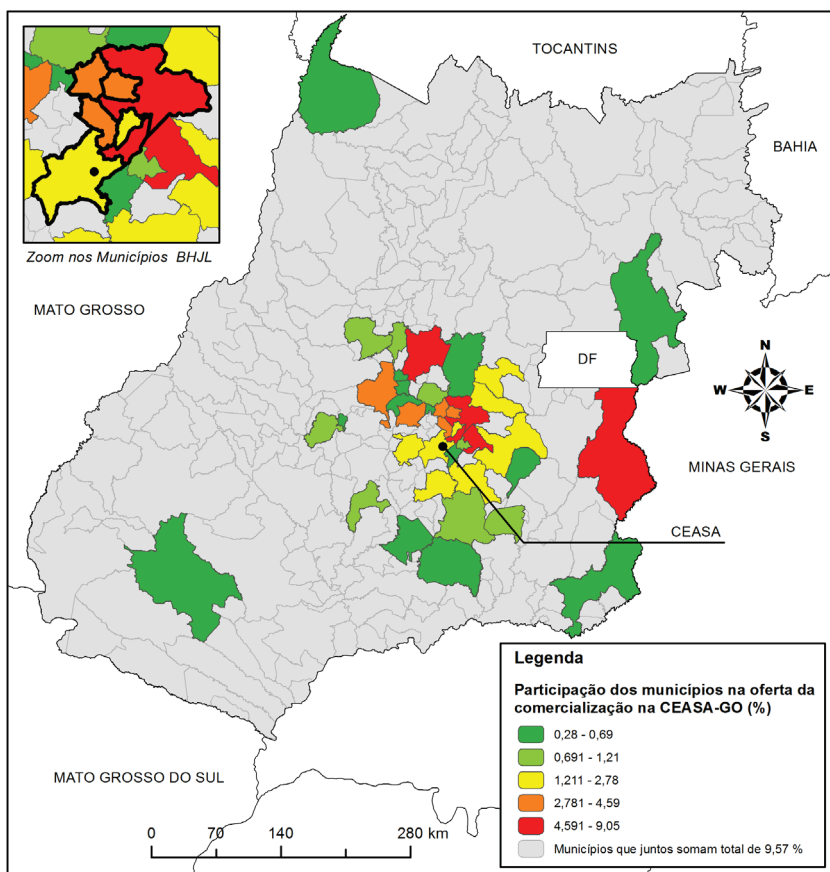 TOCANTINS
BAHIA
Zoom nos Municípios BHJL
MATO GROSSO
DF
N
W E
S
MINAS GERAIS
CEASA
MATO GROSSO DO SUL
0 70 140 280 km
Legenda
Participação dos municípios na oferta da
comercialização na CEASA-GO (%)
0,28 - 0,69
0,691 - 1,21
1,211 - 2,78
2,781 - 4,59
4,591 - 9,05
Municípios que juntos somam total de 9,57 %